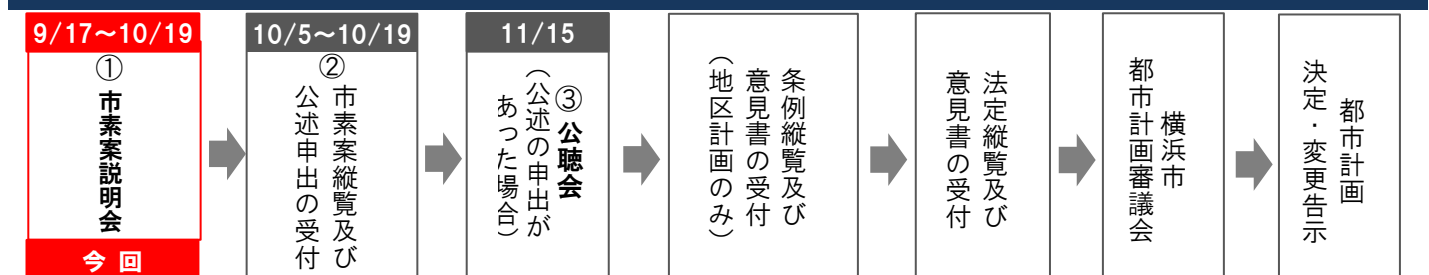 9/17～10/19
①
市素案説明会
今 回
10/5～10/19
②
市素案縦覧及び
公述申出の受付
11/15
③ 公聴会
（公述の申出が
あった場合）
条例縦覧及び
意見書の受付
（地区計画のみ）
法定縦覧及び
意見書の受付
横浜市
都市計画審議会
都市計画
決定・変更告示